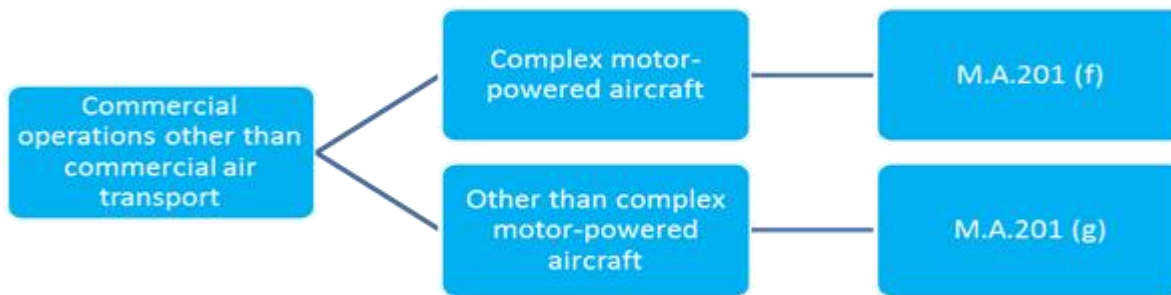 Commercial
operations other than
commercial air
transport
Complex motor-
powered aircraft
M.A.201 (f)
Other than complex
motor-powered
aircraft
M.A.201 (g)